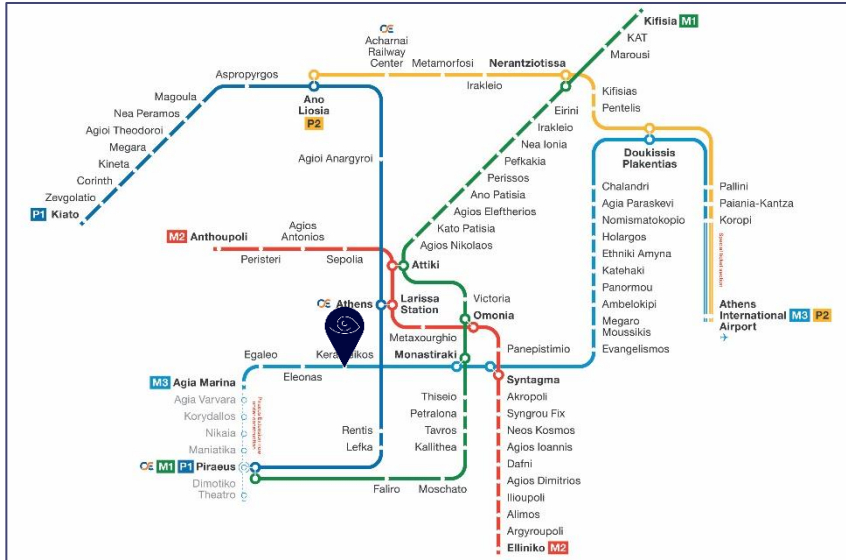 Kifisia M1
KAT
Marousi
Acharnai
Railway
Center
Metamorfosi
Nerantziotissa
Irakleio
Aspropyrgos
Ano
Liosia
P2
Magoula
Nea Peramos
Agioi Theodoroi
Megara
Kineta
Corinth
Zevgolatio
P1 Kiato
Kifisias
Pentelis
Eirini
Irakleio
Nea Ionia
Pefkakia
Perissos
Ano Patisia
Agios Eleftherios
Kato Patisia
Agios Nikolaos
Agioi Anargyroi
Doukissis
Plakentias
Chalandri
Agia Paraskevi
Nomismatokopio
Holargos
Ethniki Amyna
Katehaki
Panormou
Ambelokipi
Megaro
Moussikis
Evangelismos
Pallini
Paiania-Kantza
Koropi
Athens
International
Airport
M3 P2
M2 Anthoupoli
Peristeri
Agios
Antonios
Sepolia
Attiki
Athens
Larissa
Station
Victoria
Omonia
Metaxourghio
Monastiraki
Panepistimio
Syntagma
Egaleo
Eleonas
M3 Agia Marina
Agia Varvara
Korydallos
Nikaia
Maniatika
M1 P1 Piraeus
Dimotiko
Theatro
Rentis
Lefka
Thiseio
Petralona
Tavros
Kallithea
Faliro
Moschato
Akropoli
Syngrou Fix
Neos Kosmos
Agios Ioannis
Dafni
Agios Dimitrios
Ilioupoli
Alimos
Argyroupoli
Elliniko M2